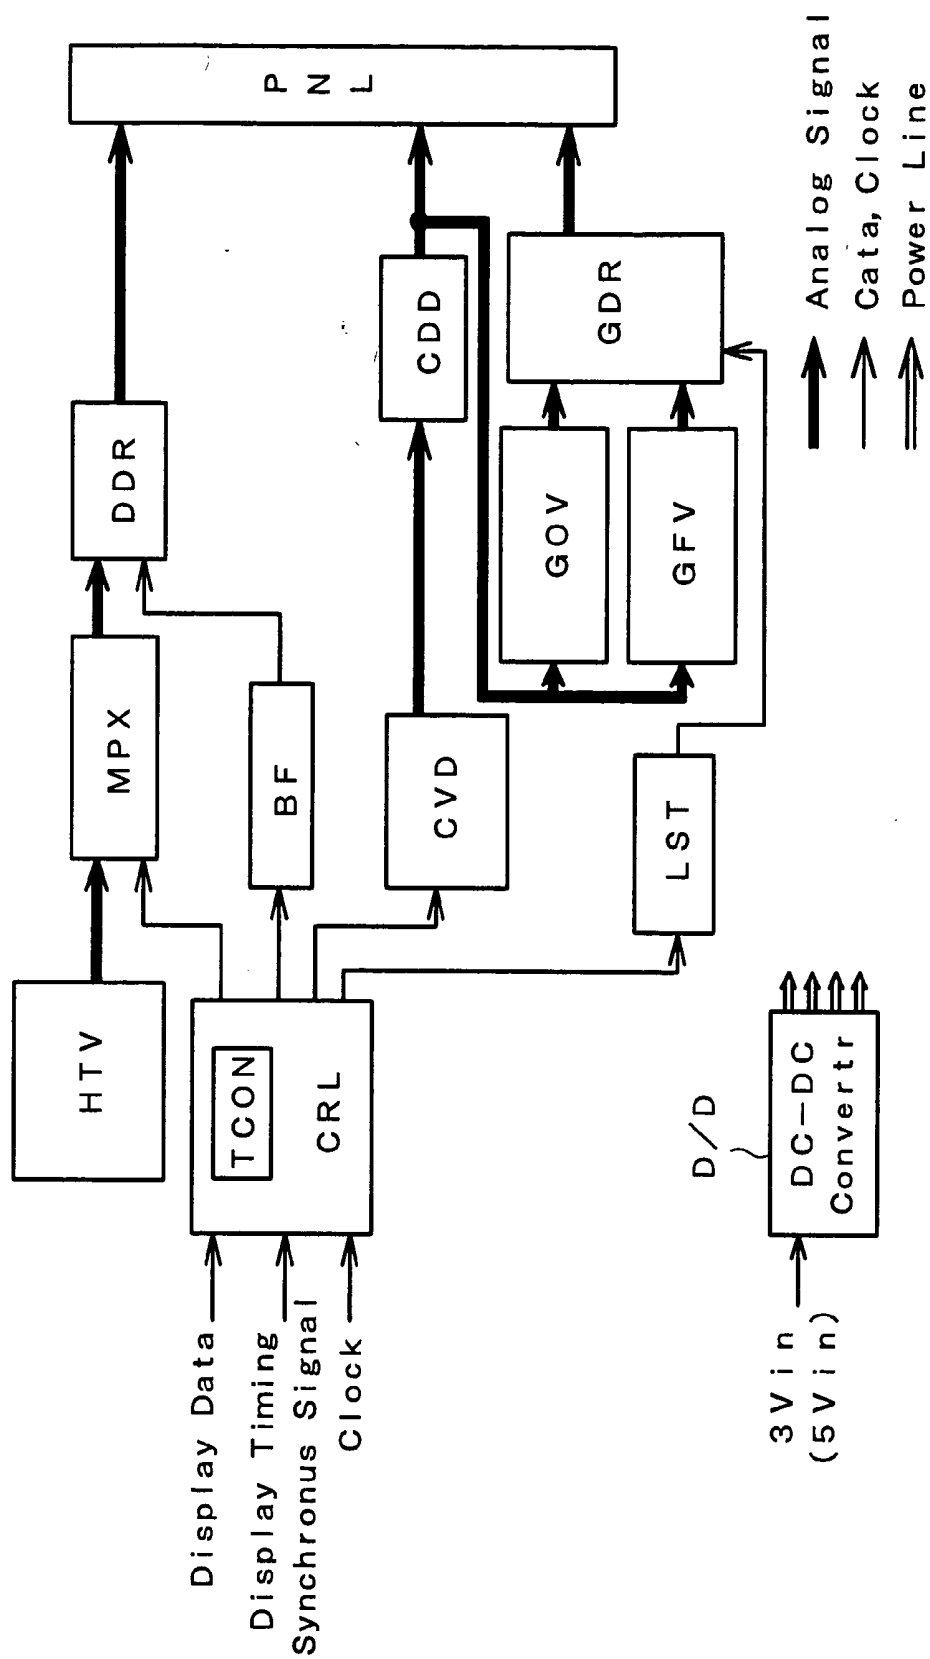 HTV
MPX
DDR
PNL
TCON
CRL
BF
CVD
CDD
GOV
GFV
GDR
LST
Display Data
Display Timing
Synchronus Signal
Clock
D/D
DC-DC
Convertr
3Vin
(5Vin)
Analog Signal
Cata, Clock
Power Line